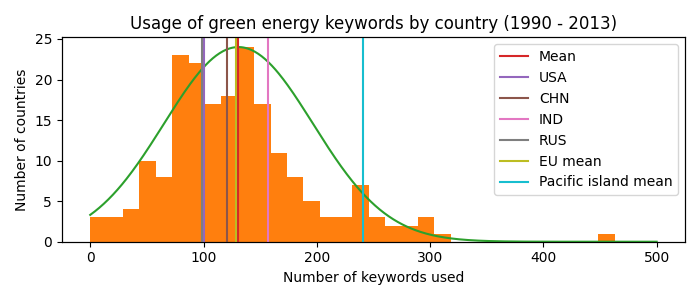 Usage of green energy keywords by country (1990 - 2013)
Number of countries
25
20
15
10
5
0
Mean
USA
CHN
IND
RUS
EU mean
Pacific island mean
0 100 200 300 400 500
Number of keywords used